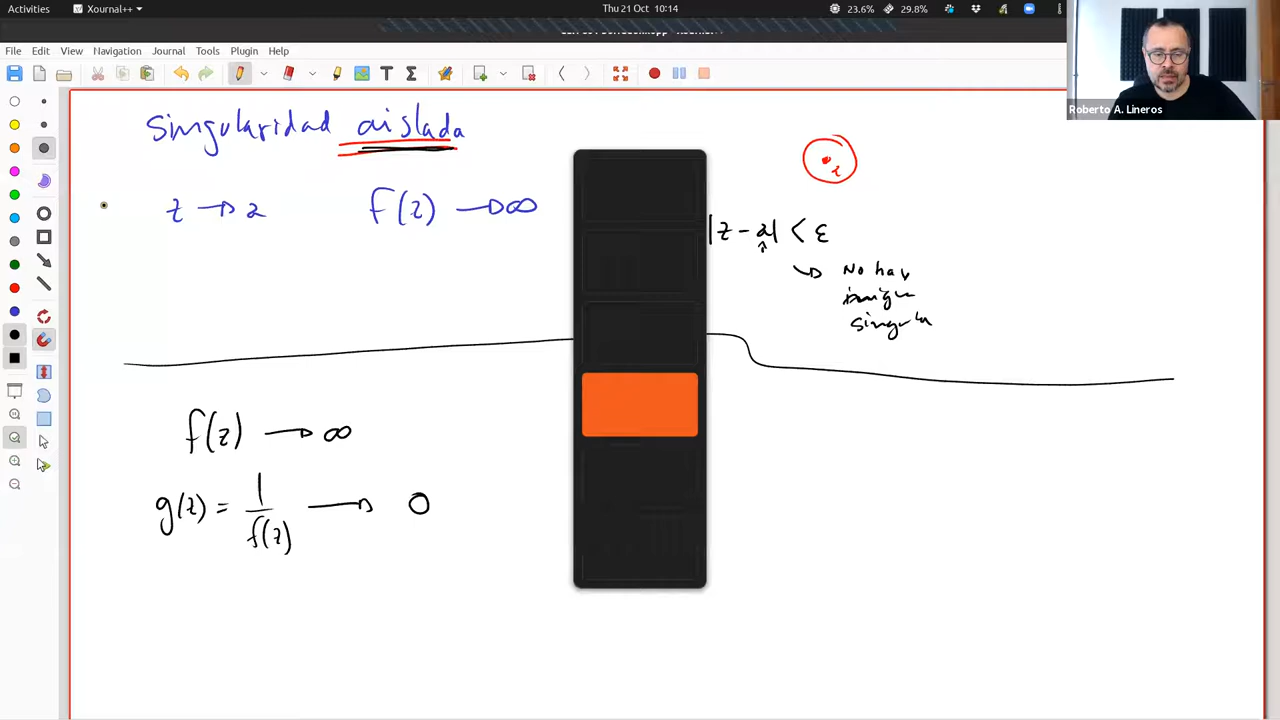 Activities
Xournal++
Thu 21 Oct 10:14
23.6%
29.8%
File Edit View Navigation Journal Tools Plugin Help
Roberto A. Lineros
Singularidad aislada
z → a f(z) → ∞
z
|z - a| < ε
No hay
singula
f(z) → ∞
g(z) = 1/f(z) → 0